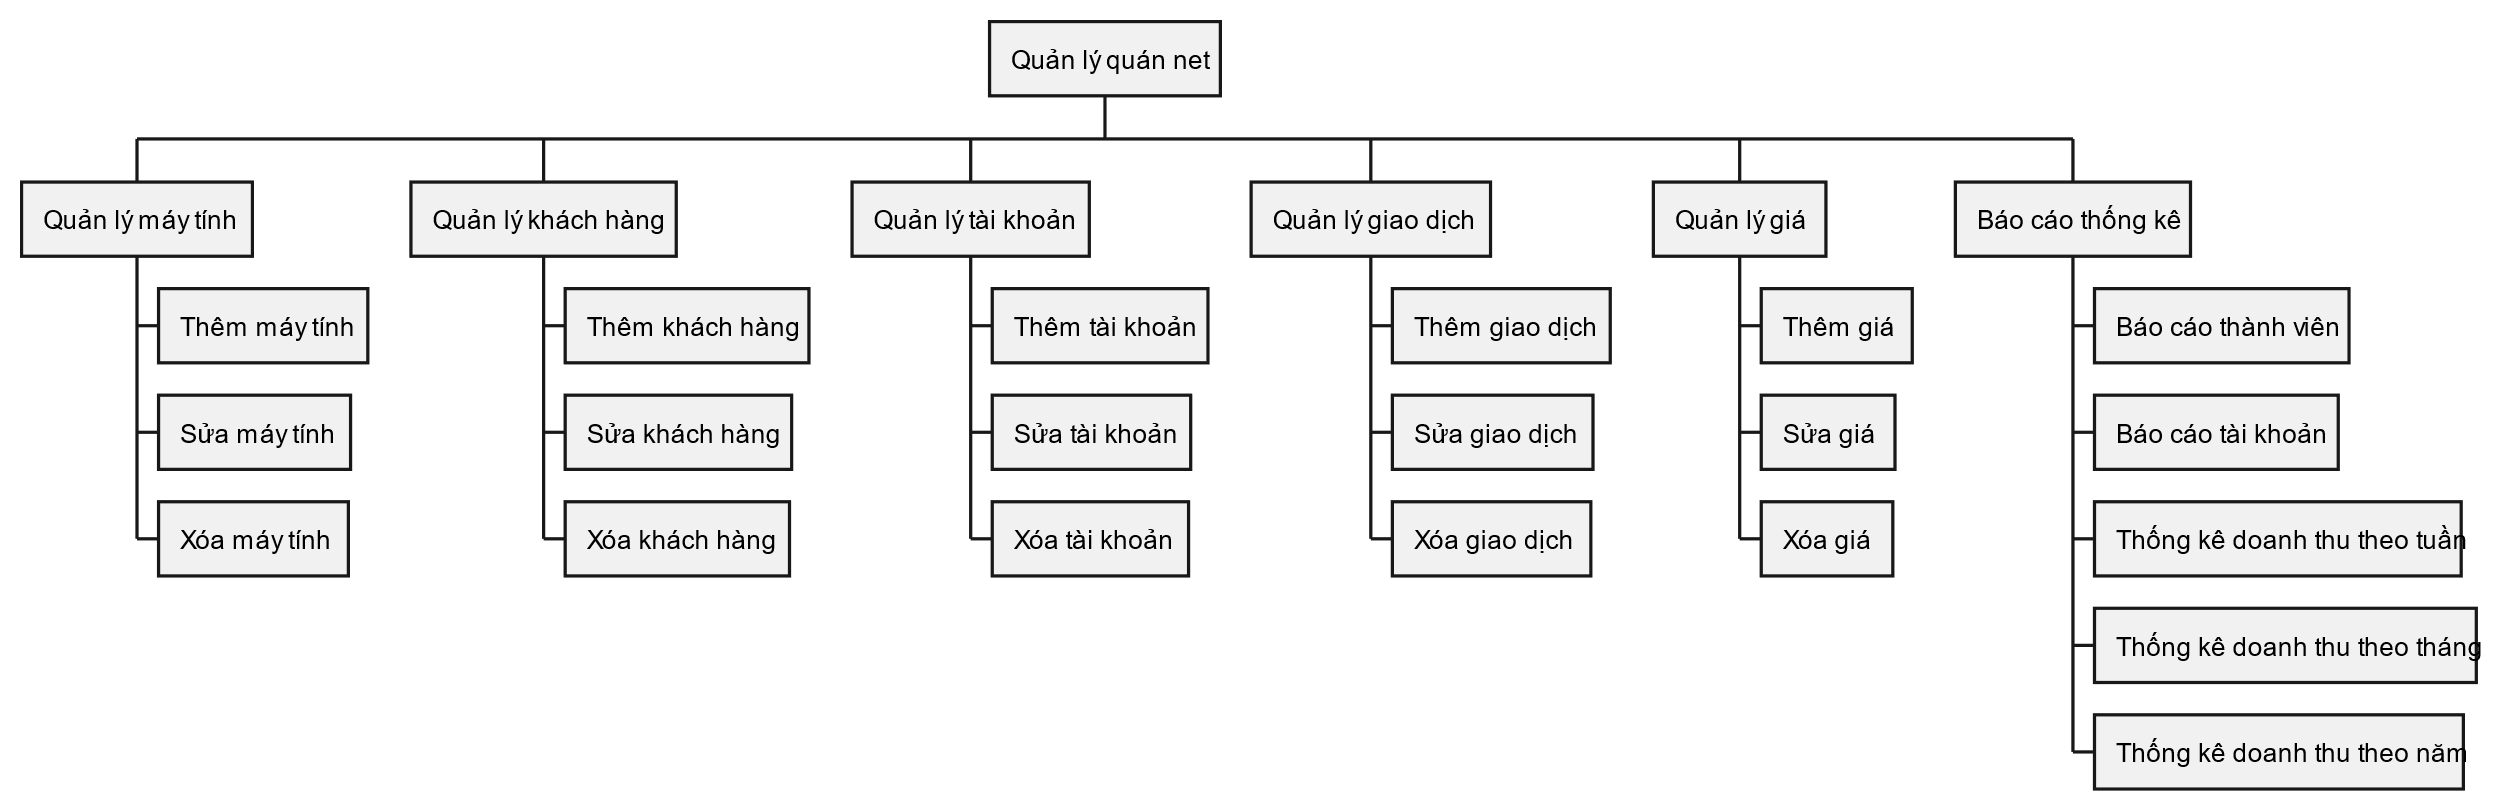 Quản lý quán net
Quản lý máy tính
Quản lý khách hàng
Quản lý tài khoản
Quản lý giao dịch
Quản lý giá
Báo cáo thống kê
Thêm máy tính
Thêm khách hàng
Thêm tài khoản
Thêm giao dịch
Thêm giá
Báo cáo thành viên
Sửa máy tính
Sửa khách hàng
Sửa tài khoản
Sửa giao dịch
Sửa giá
Báo cáo tài khoản
Xóa máy tính
Xóa khách hàng
Xóa tài khoản
Xóa giao dịch
Xóa giá
Thống kê doanh thu theo tuần
Thống kê doanh thu theo tháng
Thống kê doanh thu theo năm